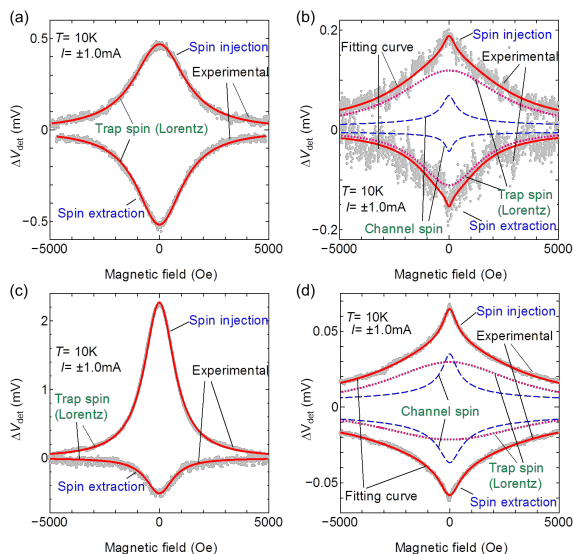 (a)
T= 10K
I= ±1.0mA
Spin injection
Experimental
Trap spin (Lorentz)
Spin extraction
0.5
0
−0.5
ΔVdet (mV)
−5000
0
5000
Magnetic field (Oe)
(b)
Fitting curve
Spin injection
Experimental
T= 10K
I= ±1.0mA
Channel spin
Trap spin
(Lorentz)
Spin extraction
0.2
0
−0.2
ΔVdet (mV)
−5000
0
5000
Magnetic field (Oe)
(c)
Spin injection
T= 10K
I= ±1.0mA
Experimental
Trap spin
(Lorentz)
Spin extraction
2
1
0
ΔVdet (mV)
−5000
0
5000
Magnetic field (Oe)
(d)
T= 10K
I= ±1.0mA
Spin injection
Experimental
Channel spin
Trap spin
(Lorentz)
Fitting curve
Spin extraction
0.05
0
−0.05
ΔVdet (mV)
−5000
0
5000
Magnetic field (Oe)